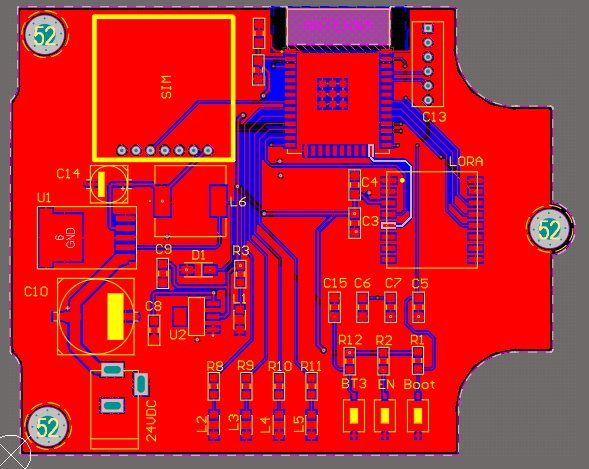 52
SIM
C13
LORA
C14
C4
U1
L6
C3
6
GND
52
C9
D1
R3
C10
C15
C6
C7
C5
C8
L1
U2
R12
R2
R1
R8
R9
R10
R11
BT3
EN
Boot
52
L2
L3
L4
L5
24VDC